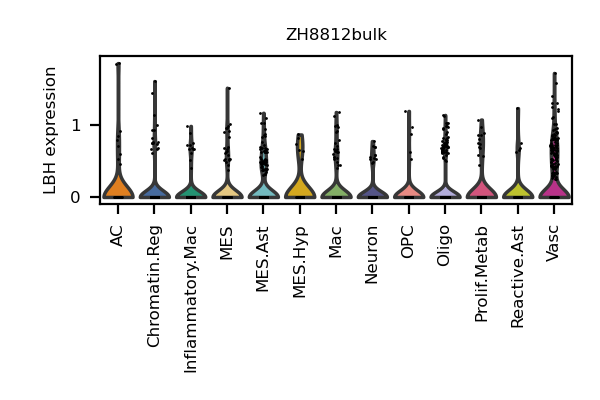 ZH8812bulk
LBH expression
1
0
AC
Chromatin.Reg
Inflammatory.Mac
MES
MES.Ast
MES.Hyp
Mac
Neuron
OPC
Oligo
Prolif.Metab
Reactive.Ast
Vasc